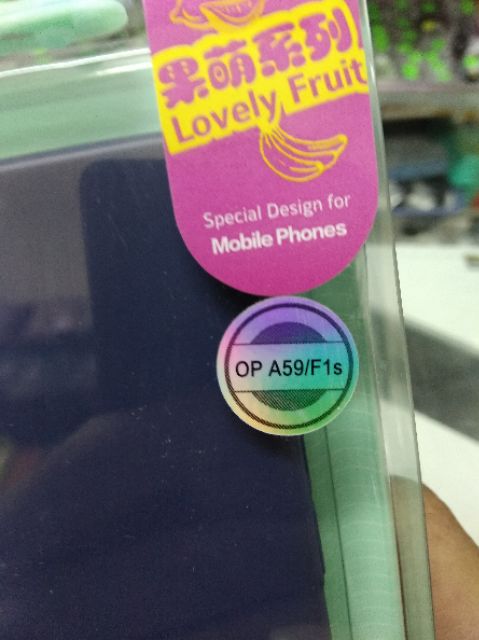 果萌系列
Lovely Fruit
Special Design for
Mobile Phones
OP A59/F1s